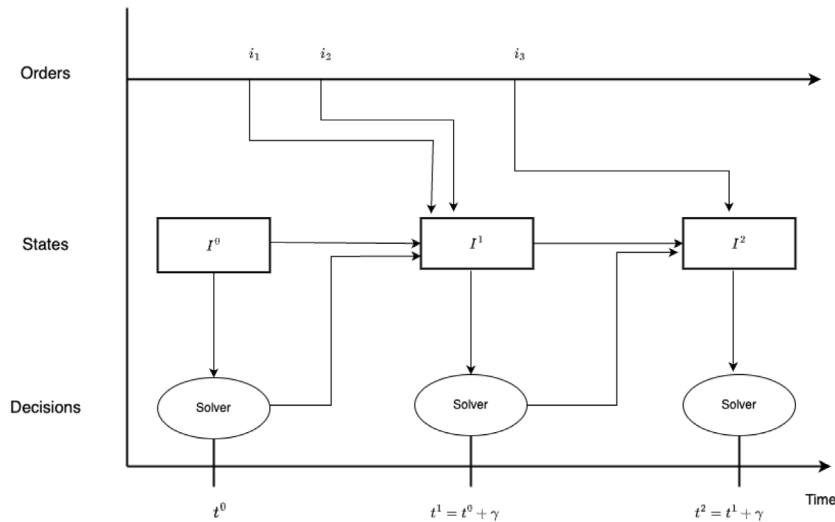 i₁ i₂ i₃
Orders
States I⁰ I¹ I²
Decisions Solver Solver Solver
Time
t⁰ t¹ = t⁰ + γ t² = t¹ + γ